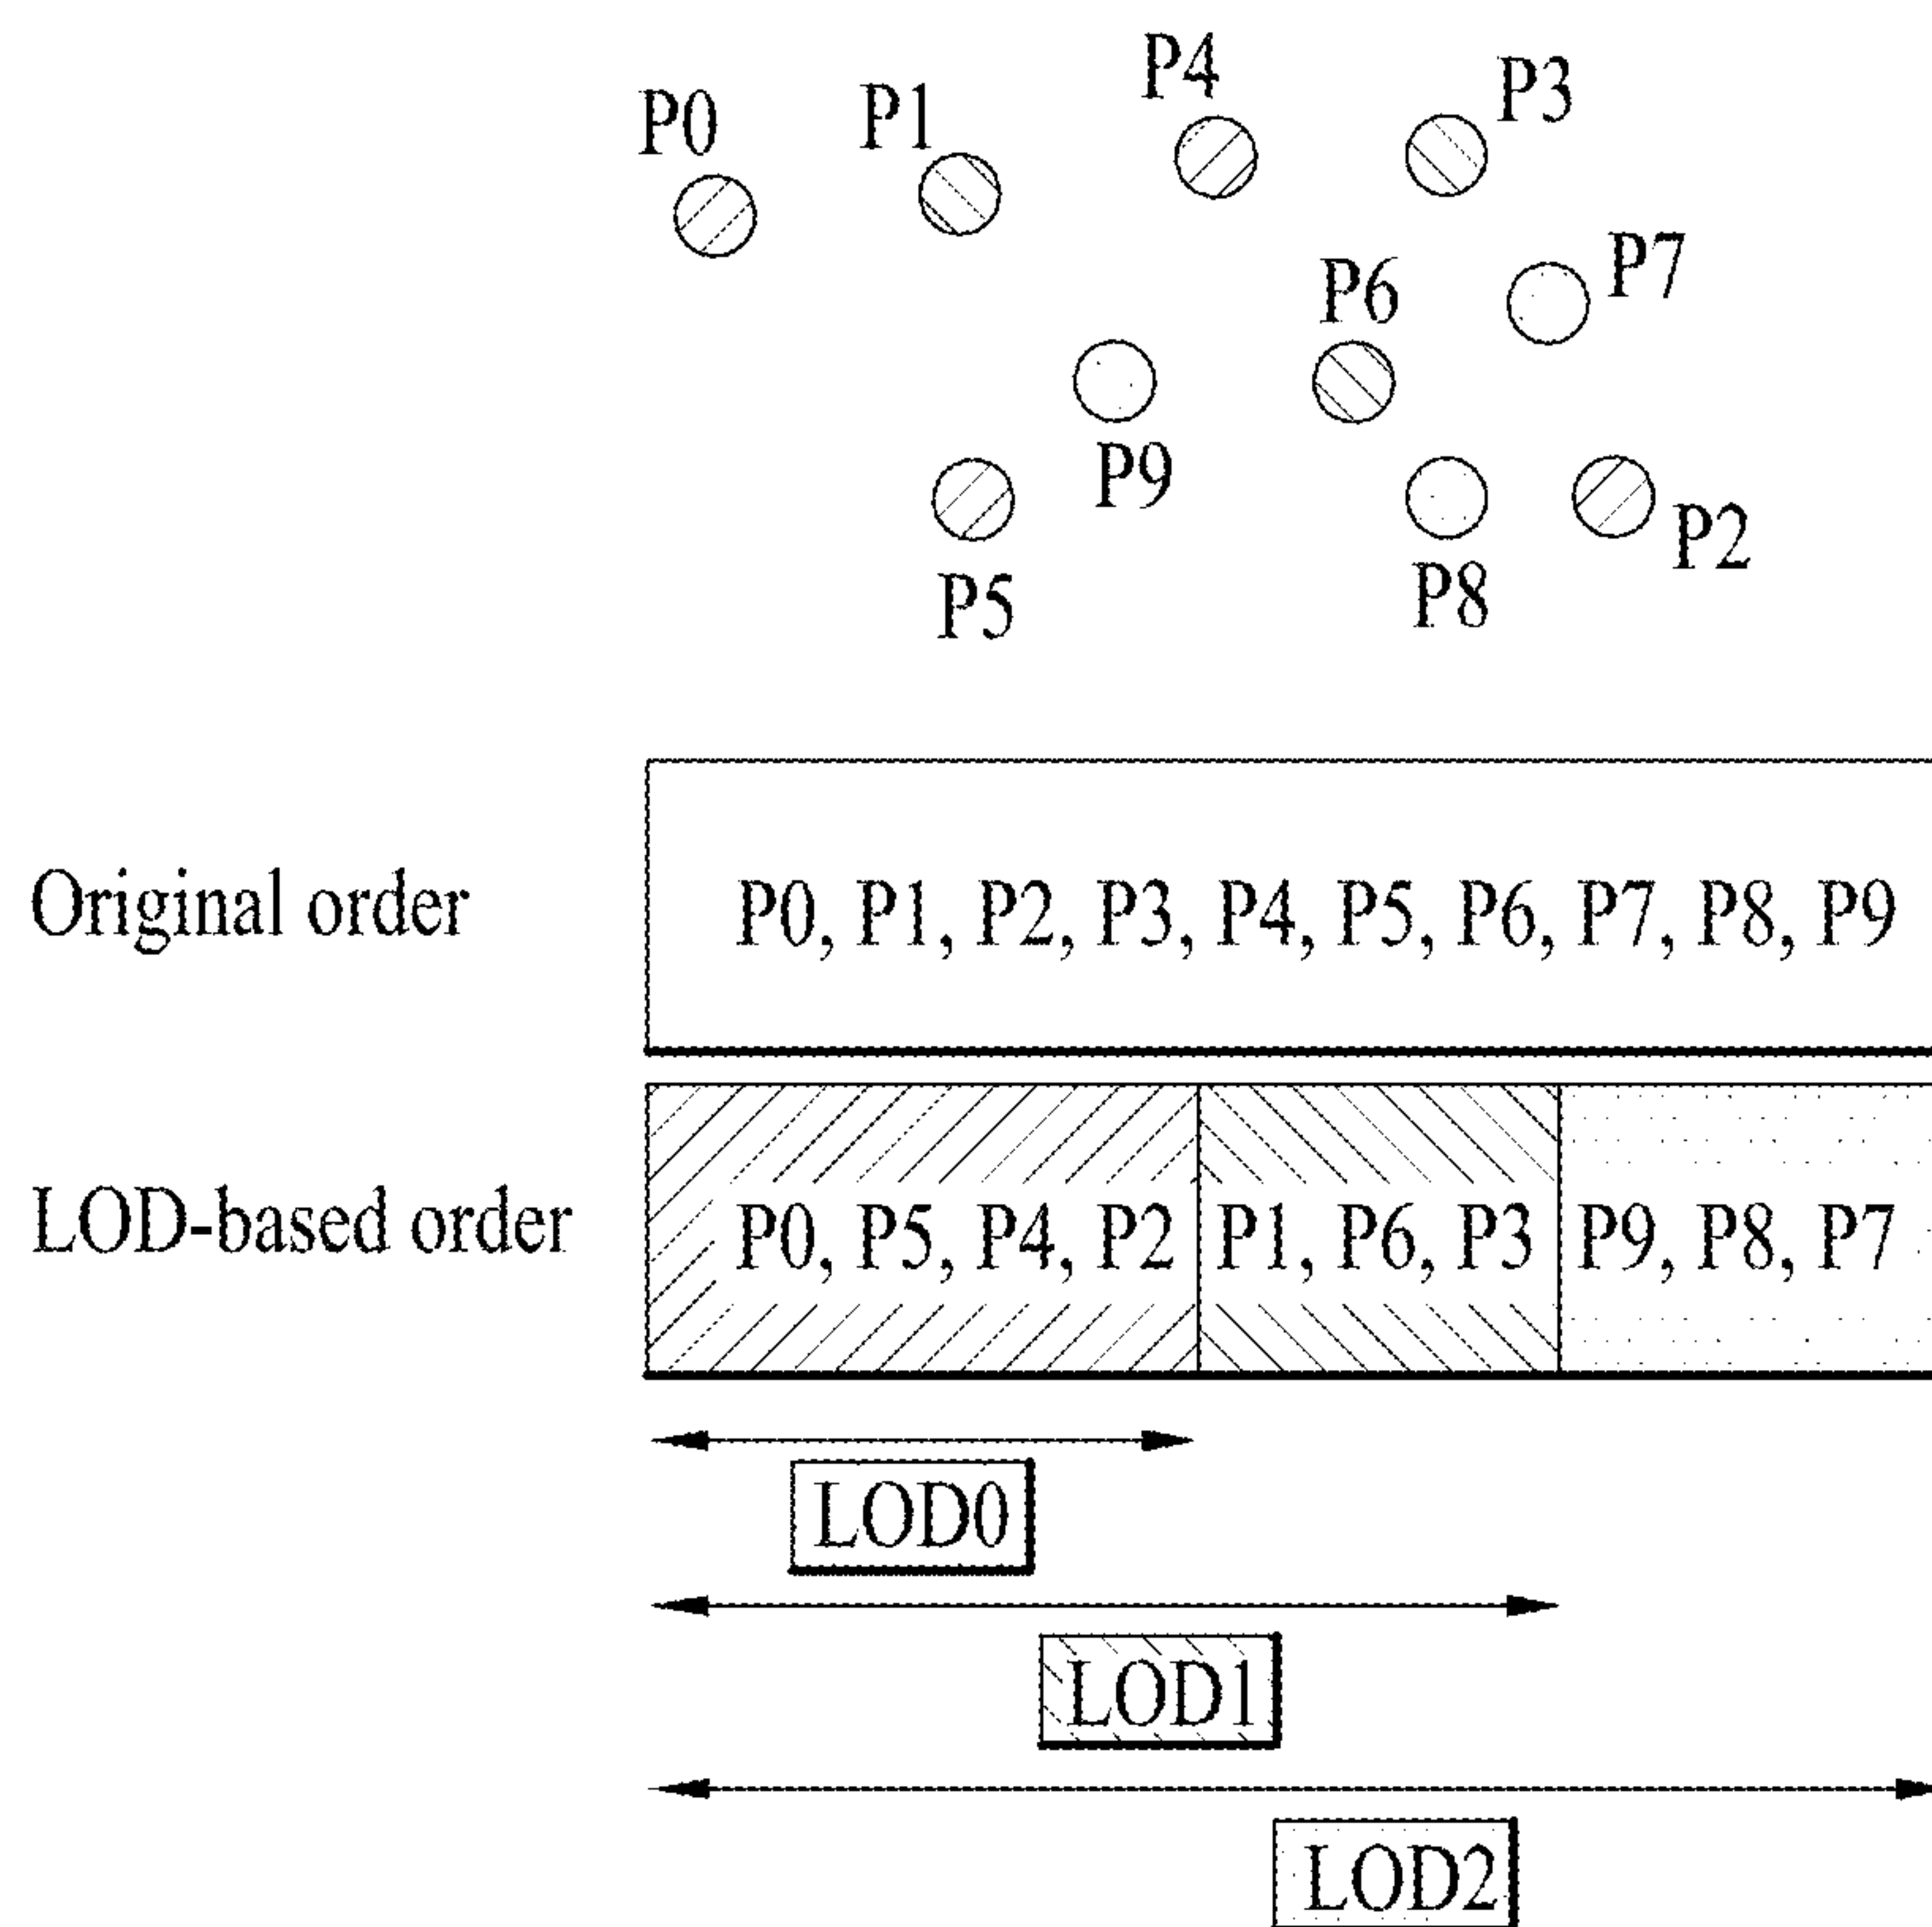 P4
P3
P0
P1
P7
P6
P9
P2
P5
P8
Original order
P0, P1, P2, P3, P4, P5, P6, P7, P8, P9
LOD-based order
P0, P5, P4, P2 P1, P6, P3 P9, P8, P7
LOD0
LOD1
LOD2